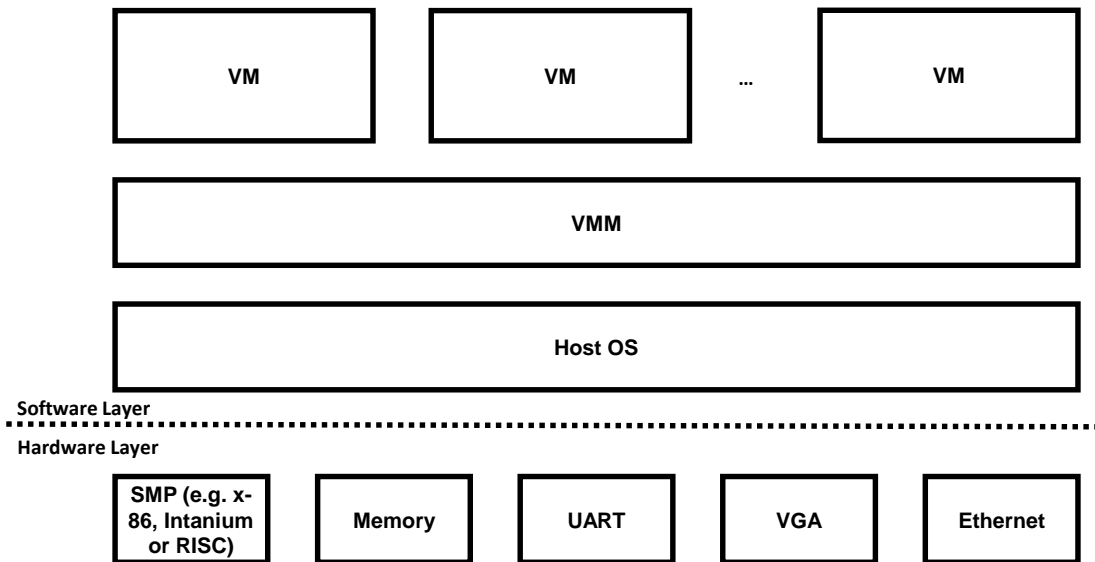 VM
VM
...
VM
VMM
Host OS
Software Layer
Hardware Layer
SMP (e.g. x-
86, Intanium
or RISC)
Memory
UART
VGA
Ethernet